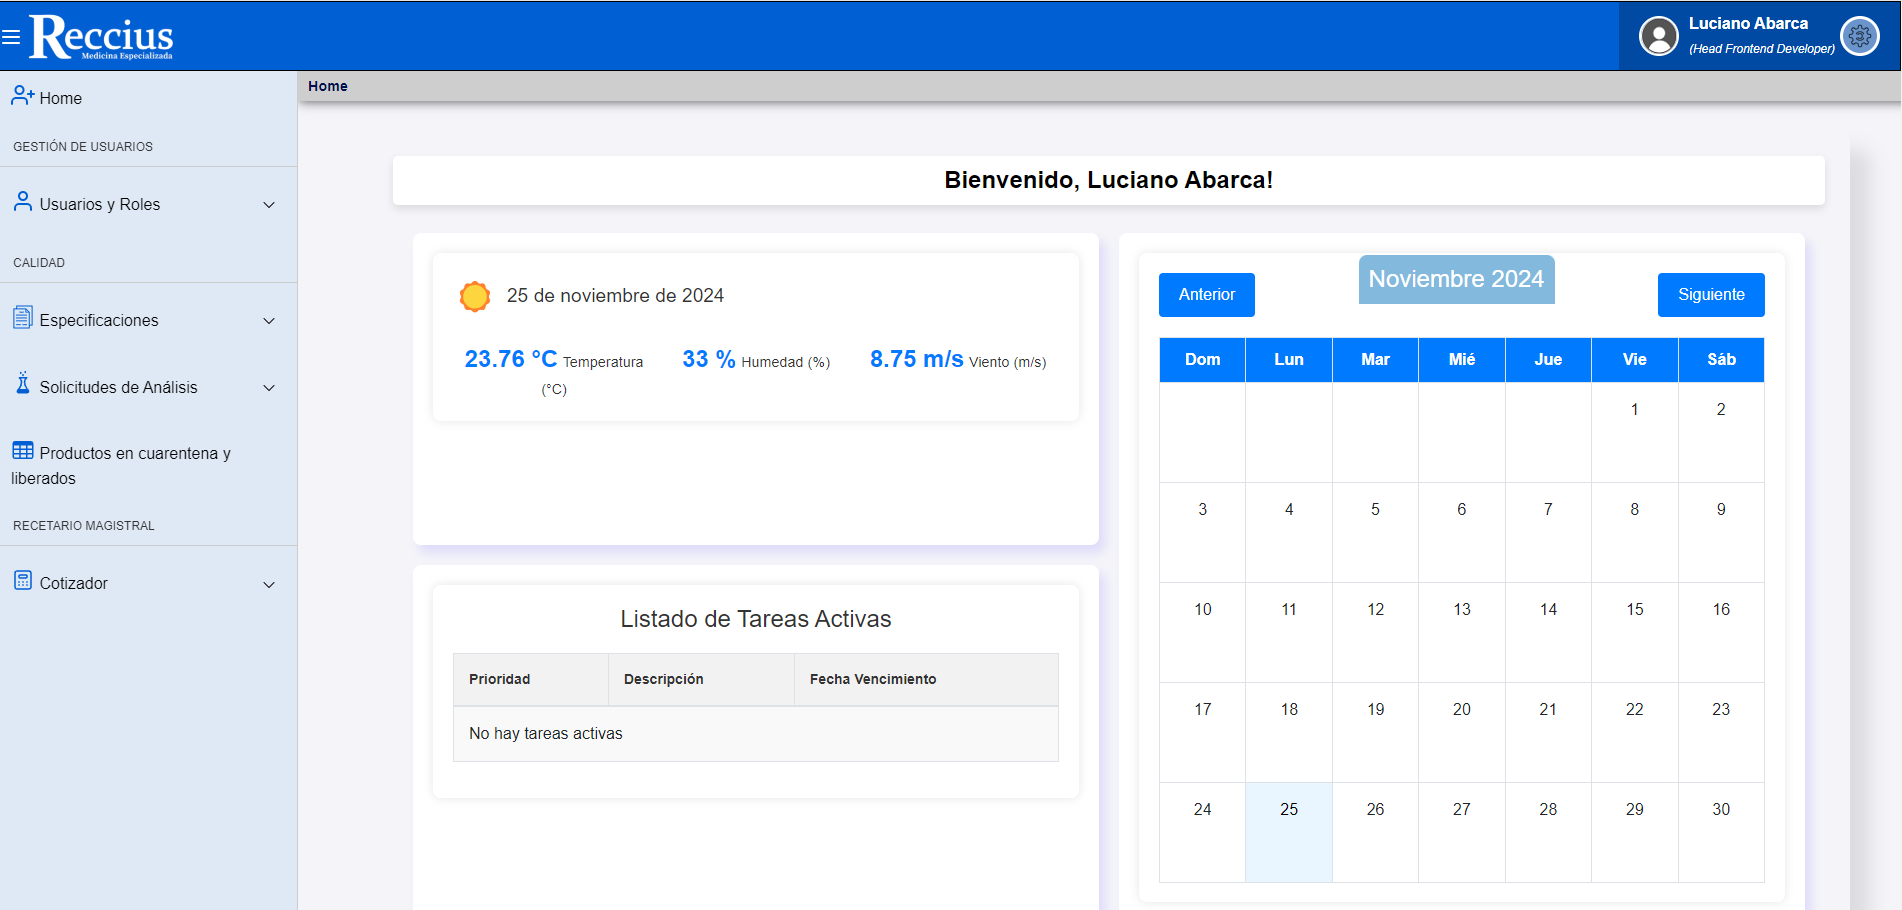 Reccius
Medicina Especializada
Luciano Abarca
(Head Frontend Developer)
3
Home
Home
GESTIÓN DE USUARIOS
Usuarios y Roles
CALIDAD
Especificaciones
Solicitudes de Análisis
Productos en cuarentena y
liberados
RECETARIO MAGISTRAL
Cotizador
Bienvenido, Luciano Abarca!
25 de noviembre de 2024
23.76 °C Temperatura
(°C)
33 % Humedad (%)
8.75 m/s Viento (m/s)
Listado de Tareas Activas
Prioridad Descripción Fecha Vencimiento
No hay tareas activas
Anterior Noviembre 2024 Siguiente
Dom Lun Mar Mié Jue Vie Sáb
1 2
3 4 5 6 7 8 9
10 11 12 13 14 15 16
17 18 19 20 21 22 23
24 25 26 27 28 29 30